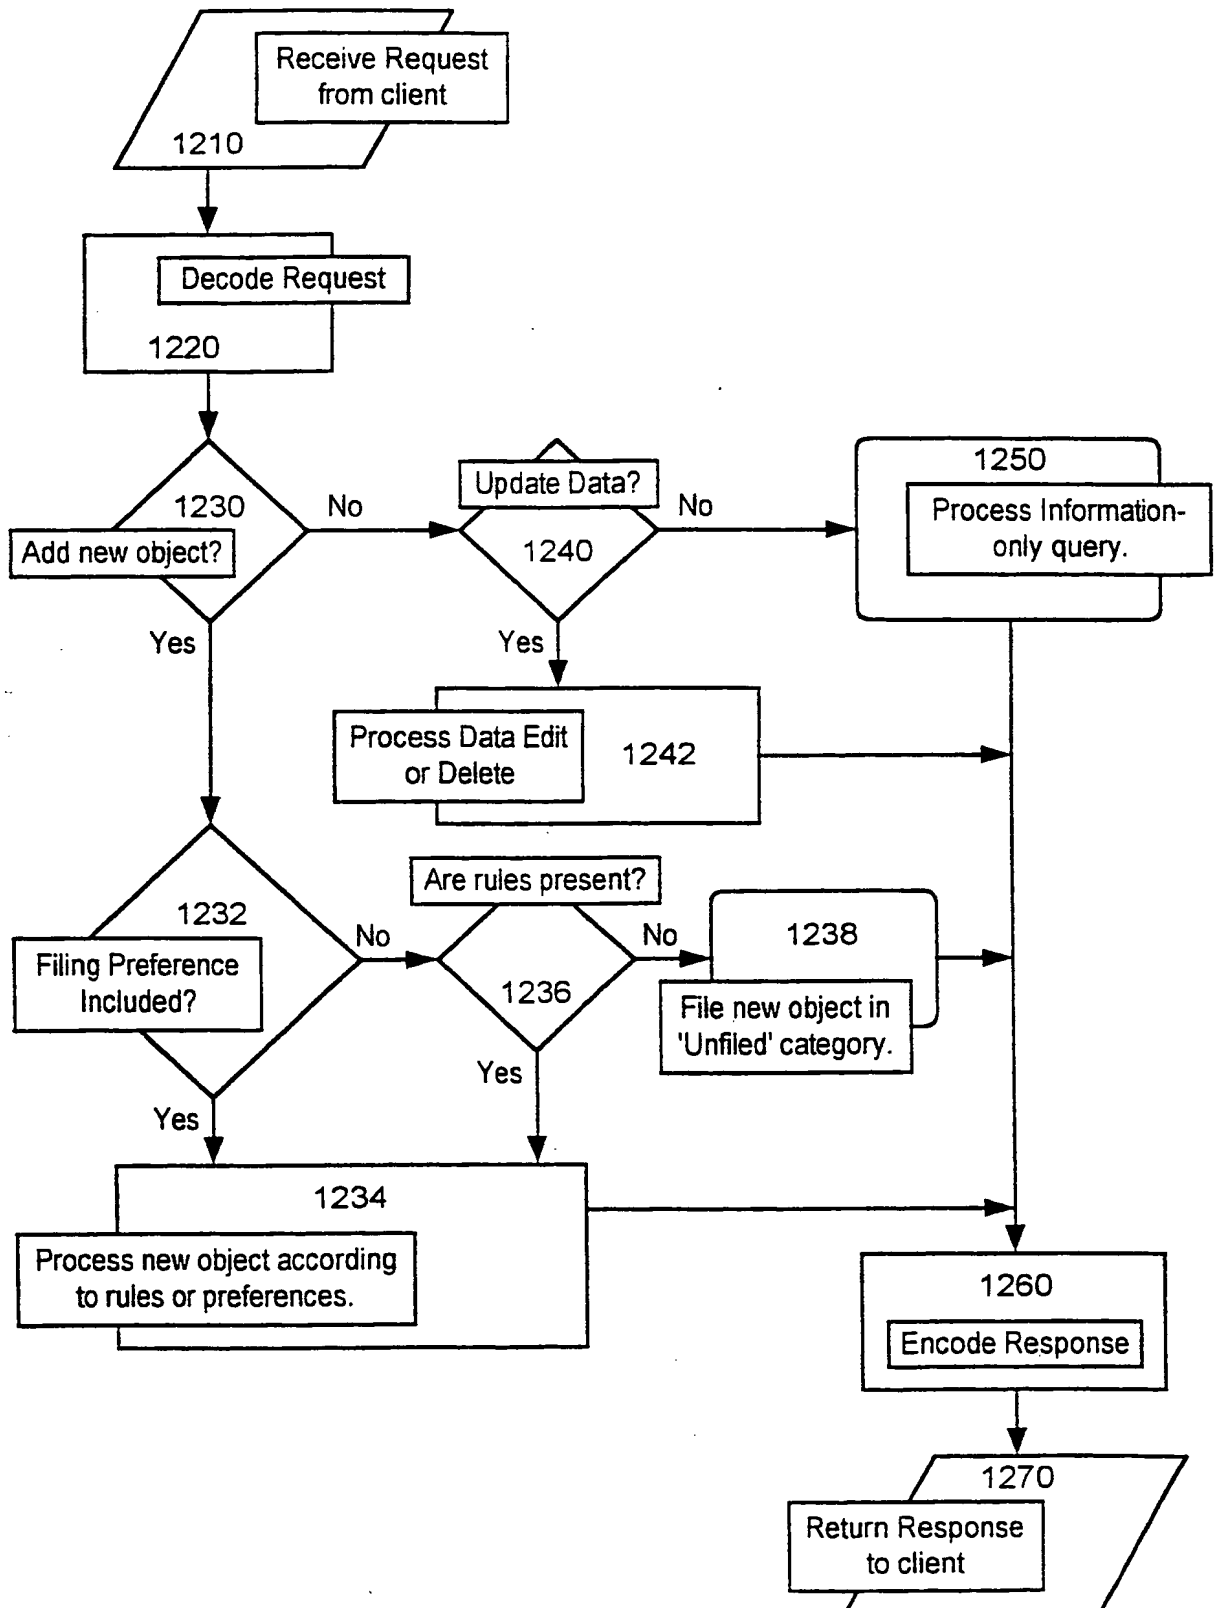 Receive Request
from client
1210
Decode Request
1220
1230
Add new object?
No
Yes
Update Data?
1240
No
Yes
1250
Process Information-
only query.
Process Data Edit
or Delete
1242
1232
Filing Preference
Included?
No
Yes
Are rules present?
1236
No
Yes
1238
File new object in
'Unfiled' category.
1234
Process new object according
to rules or preferences.
1260
Encode Response
1270
Return Response
to client